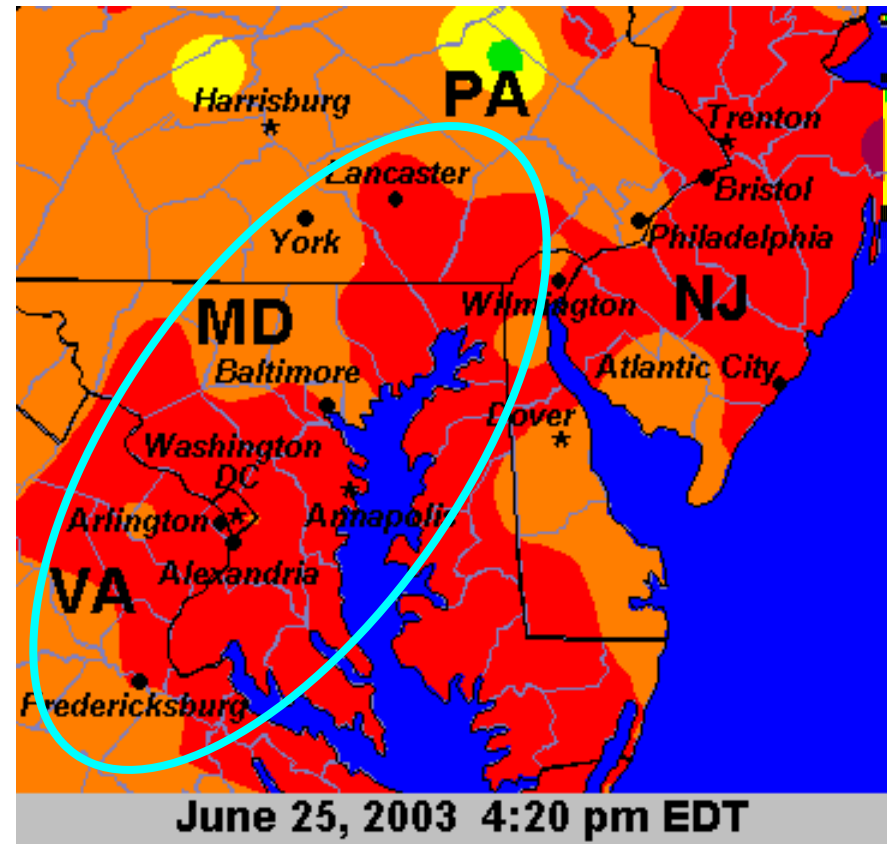 PA
Harrisburg
Trenton
Lancaster
Bristol
York
Philadelphia
Wilmington
NJ
MD
Baltimore
Atlantic City
Dover
Washington
DC
Arlington
Annapolis
Alexandria
VA
Fredericksburg
June 25, 2003 4:20 pm EDT